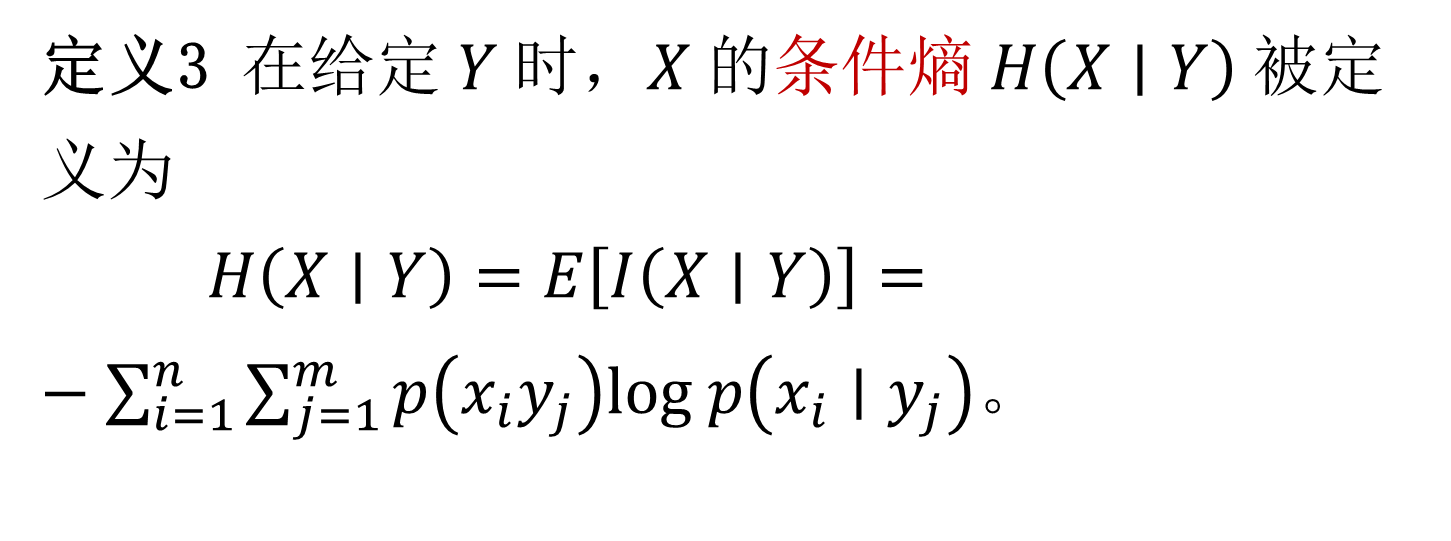 定义3 在给定 Y 时，X 的条件熵 H(X ∣ Y) 被定
义为
H(X ∣ Y) = E[I(X ∣ Y)] =
− ∑ⁿᵢ₌₁ ∑ᵐⱼ₌₁ p(xᵢyⱼ)log p(xᵢ ∣ yⱼ)。